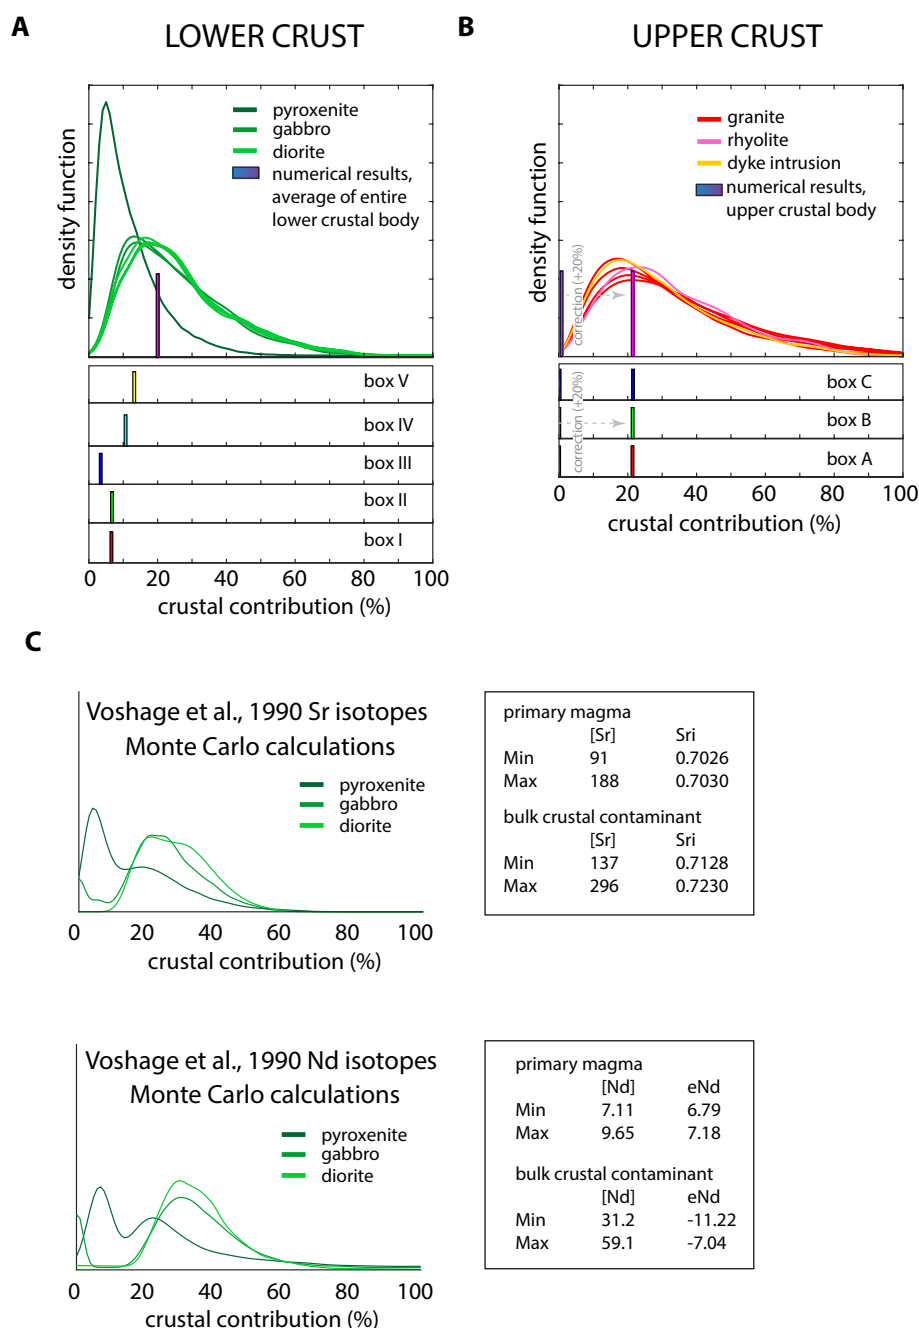 A
LOWER CRUST
density function
pyroxenite
gabbro
diorite
numerical results,
average of entire
lower crustal body
box V
box IV
box III
box II
box I
0 20 40 60 80 100
crustal contribution (%)
B
UPPER CRUST
density function
granite
rhyolite
dyke intrusion
numerical results,
upper crustal body
correction (+20%)
correction (+20%)
box C
box B
box A
0 20 40 60 80 100
crustal contribution (%)
C
Voshage et al., 1990 Sr isotopes
Monte Carlo calculations
pyroxenite
gabbro
diorite
0 20 40 60 80 100
crustal contribution (%)
primary magma
[Sr] Sri
Min 91 0.7026
Max 188 0.7030
bulk crustal contaminant
[Sr] Sri
Min 137 0.7128
Max 296 0.7230
Voshage et al., 1990 Nd isotopes
Monte Carlo calculations
pyroxenite
gabbro
diorite
0 20 40 60 80 100
crustal contribution (%)
primary magma
[Nd] eNd
Min 7.11 6.79
Max 9.65 7.18
bulk crustal contaminant
[Nd] eNd
Min 31.2 -11.22
Max 59.1 -7.04